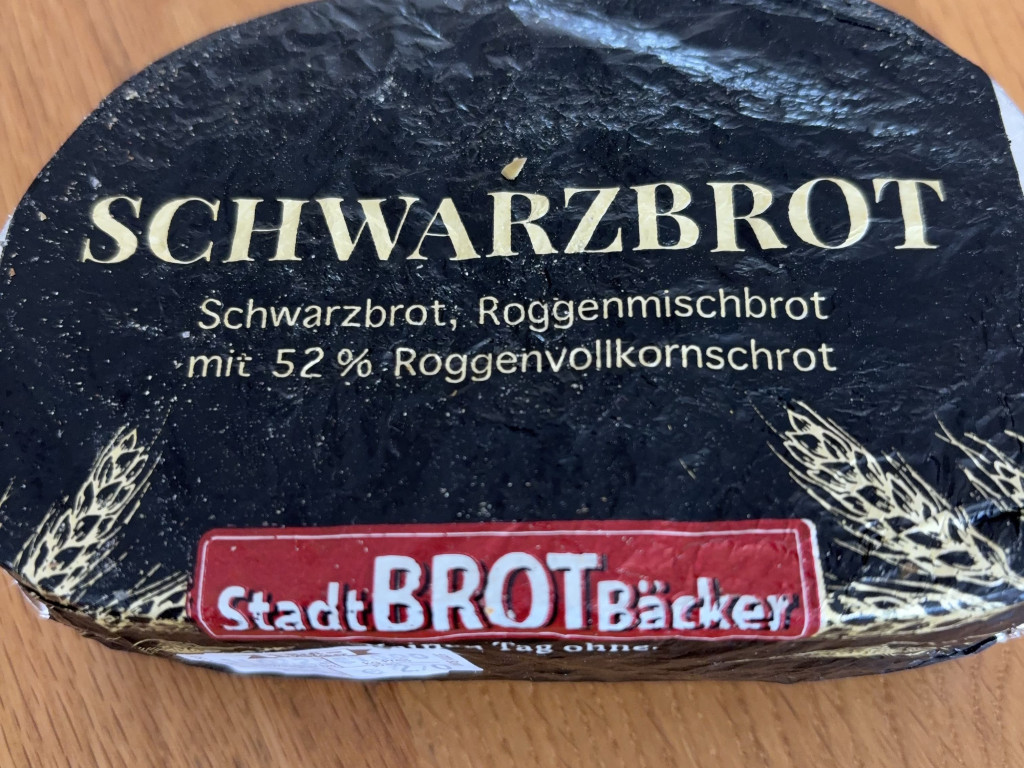 SCHWARZBROT
Schwarzbrot, Roggenmischbrot
mit 52 % Roggenvollkornschrot
StadtBROTBäcker
Tag ohne.